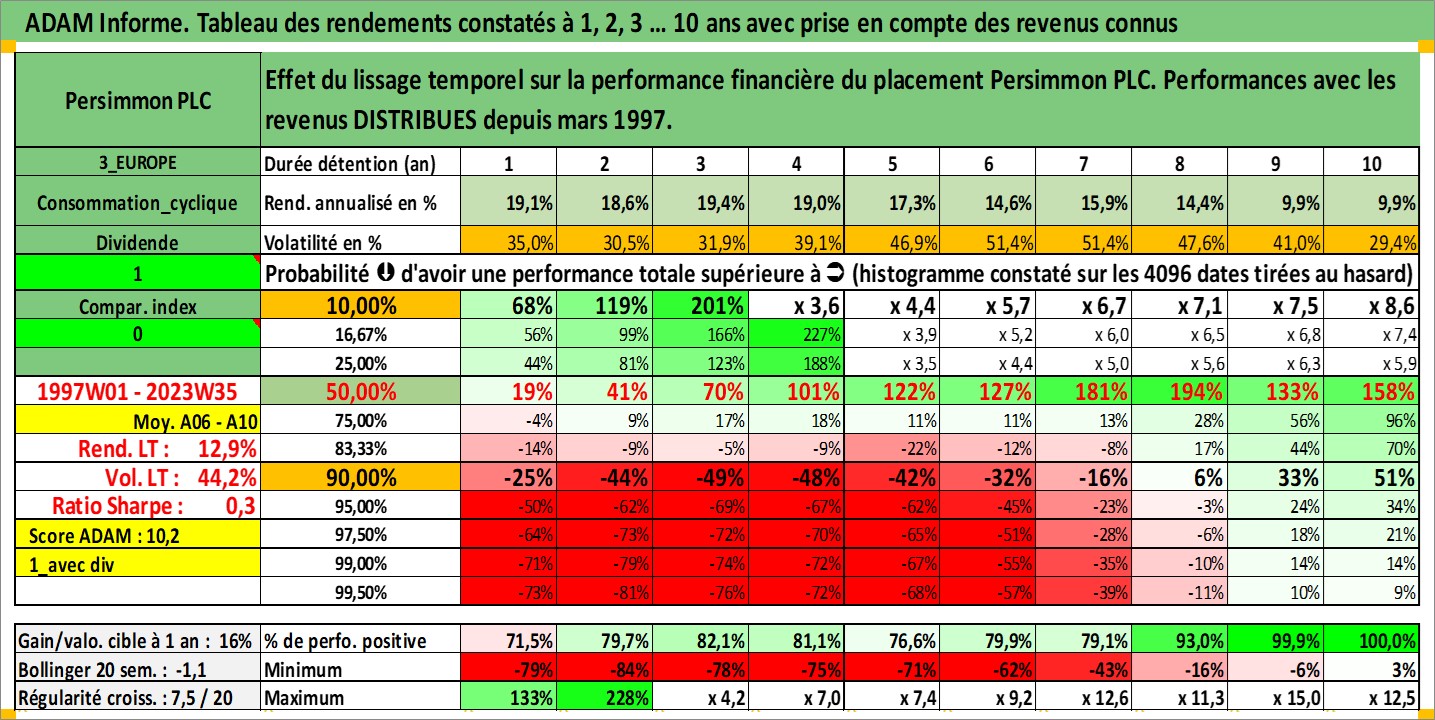 ADAM Informe. Tableau des rendements constatés à 1, 2, 3 ... 10 ans avec prise en compte des revenus connus
Persimmon PLC
Effet du lissage temporel sur la performance financière du placement Persimmon PLC. Performances avec les
revenus DISTRIBUES depuis mars 1997.
3_EUROPE Durée détention (an) 1 2 3 4 5 6 7 8 9 10
Consommation_cyclique Rend. annualisé en % 19,1% 18,6% 19,4% 19,0% 17,3% 14,6% 15,9% 14,4% 9,9% 9,9%
Dividende Volatilité en % 35,0% 30,5% 31,9% 39,1% 46,9% 51,4% 51,4% 47,6% 41,0% 29,4%
1 Probabilité d'avoir une performance totale supérieure à (histogramme constaté sur les 4096 dates tirées au hasard)
Compar. index 10,00% 68% 119% 201% x 3,6 x 4,4 x 5,7 x 6,7 x 7,1 x 7,5 x 8,6
0 16,67% 56% 99% 166% 227% x 3,9 x 5,2 x 6,0 x 6,5 x 6,8 x 7,4
25,00% 44% 81% 123% 188% x 3,5 x 4,4 x 5,0 x 5,6 x 6,3 x 5,9
1997W01 - 2023W35 50,00% 19% 41% 70% 101% 122% 127% 181% 194% 133% 158%
Moy. A06 - A10 75,00% -4% 9% 17% 18% 11% 11% 13% 28% 56% 96%
Rend. LT : 12,9% 83,33% -14% -9% -5% -9% -22% -12% -8% 17% 44% 70%
Vol. LT : 44,2% 90,00% -25% -44% -49% -48% -42% -32% -16% 6% 33% 51%
Ratio Sharpe : 0,3 95,00% -50% -62% -69% -67% -62% -45% -23% -3% 24% 34%
Score ADAM : 10,2 97,50% -64% -73% -72% -70% -65% -51% -28% -6% 18% 21%
1_avec div 99,00% -71% -79% -74% -72% -67% -55% -35% -10% 14% 14%
99,50% -73% -81% -76% -72% -68% -57% -39% -11% 10% 9%
Gain/valo. cible à 1 an : 16% % de perfo. positive 71,5% 79,7% 82,1% 81,1% 76,6% 79,9% 79,1% 93,0% 99,9% 100,0%
Bollinger 20 sem. : -1,1 Minimum -79% -84% -78% -75% -71% -62% -43% -16% -6% 3%
Régularité croiss. : 7,5 / 20 Maximum 133% 228% x 4,2 x 7,0 x 7,4 x 9,2 x 12,6 x 11,3 x 15,0 x 12,5